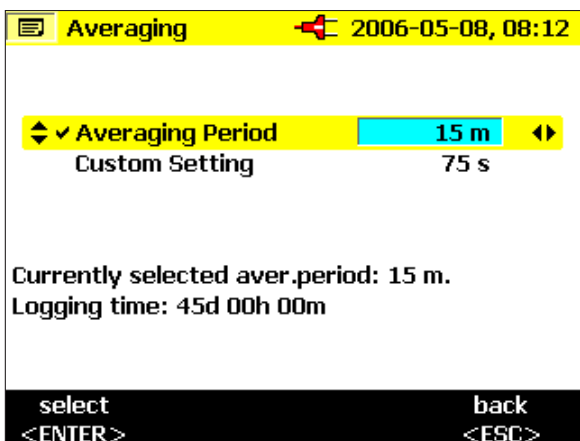 Averaging 2006-05-08, 08:12
✓ Averaging Period 15 m
Custom Setting 75 s
Currently selected aver.period: 15 m.
Logging time: 45d 00h 00m
select back
<ENTER> <ESC>